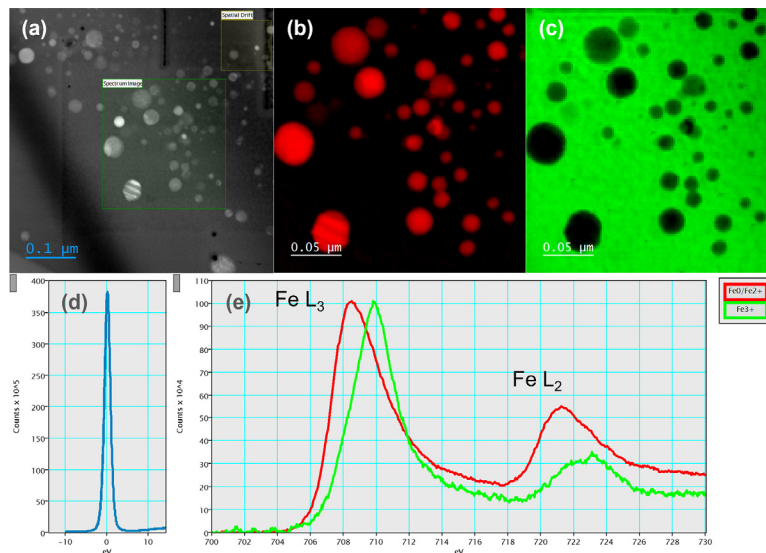 (a)
Spatial Drift
Spectrum Image
0.1 µm
(b)
0.05 µm
(c)
0.05 µm
(d)
400
350
300
250
200
150
100
50
0
Counts x 10^5
-10 0 10
eV
(e)
Fe L3
Fe L2
110
100
90
80
70
60
50
40
30
20
10
0
Counts x 10^4
700 702 704 706 708 710 712 714 716 718 720 722 724 726 728 730
eV
Fe0/Fe2+
Fe3+